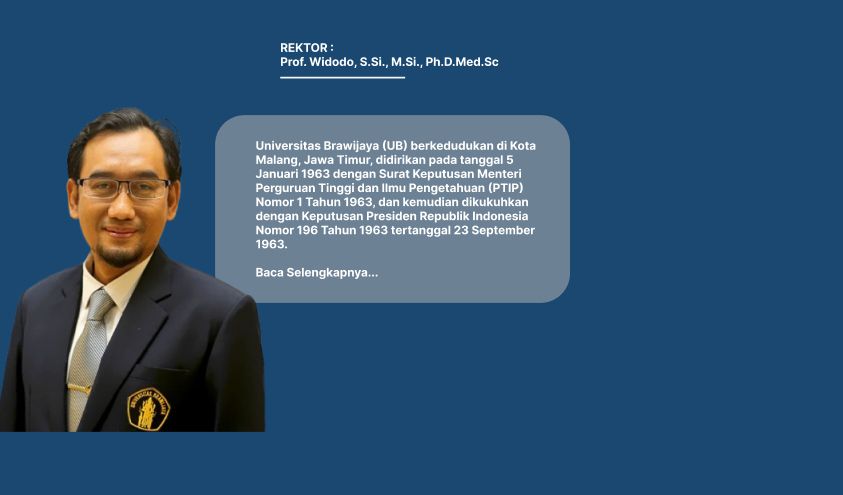 REKTOR :
Prof. Widodo, S.Si., M.Si., Ph.D.Med.Sc
Universitas Brawijaya (UB) berkedudukan di Kota
Malang, Jawa Timur, didirikan pada tanggal 5
Januari 1963 dengan Surat Keputusan Menteri
Perguruan Tinggi dan Ilmu Pengetahuan (PTIP)
Nomor 1 Tahun 1963, dan kemudian dikukuhkan
dengan Keputusan Presiden Republik Indonesia
Nomor 196 Tahun 1963 tertanggal 23 September
1963.
Baca Selengkapnya...
UNIVERSITAS BRAWIJAYA